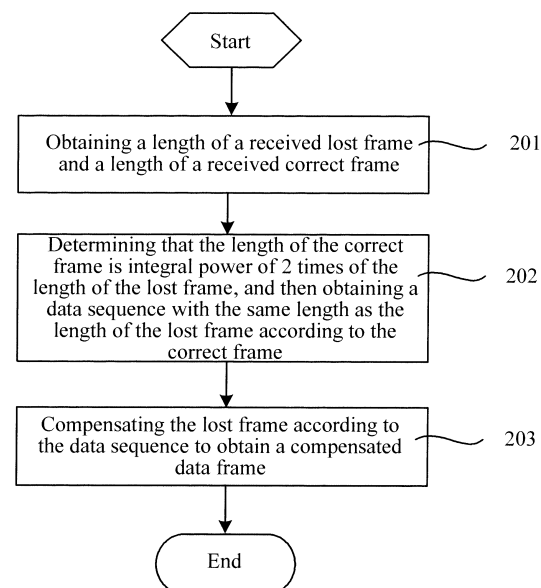 Start
Obtaining a length of a received lost frame
and a length of a received correct frame
201
Determining that the length of the correct
frame is integral power of 2 times of the
length of the lost frame, and then obtaining a
data sequence with the same length as the
length of the lost frame according to the
correct frame
202
Compensating the lost frame according to
the data sequence to obtain a compensated
data frame
203
End